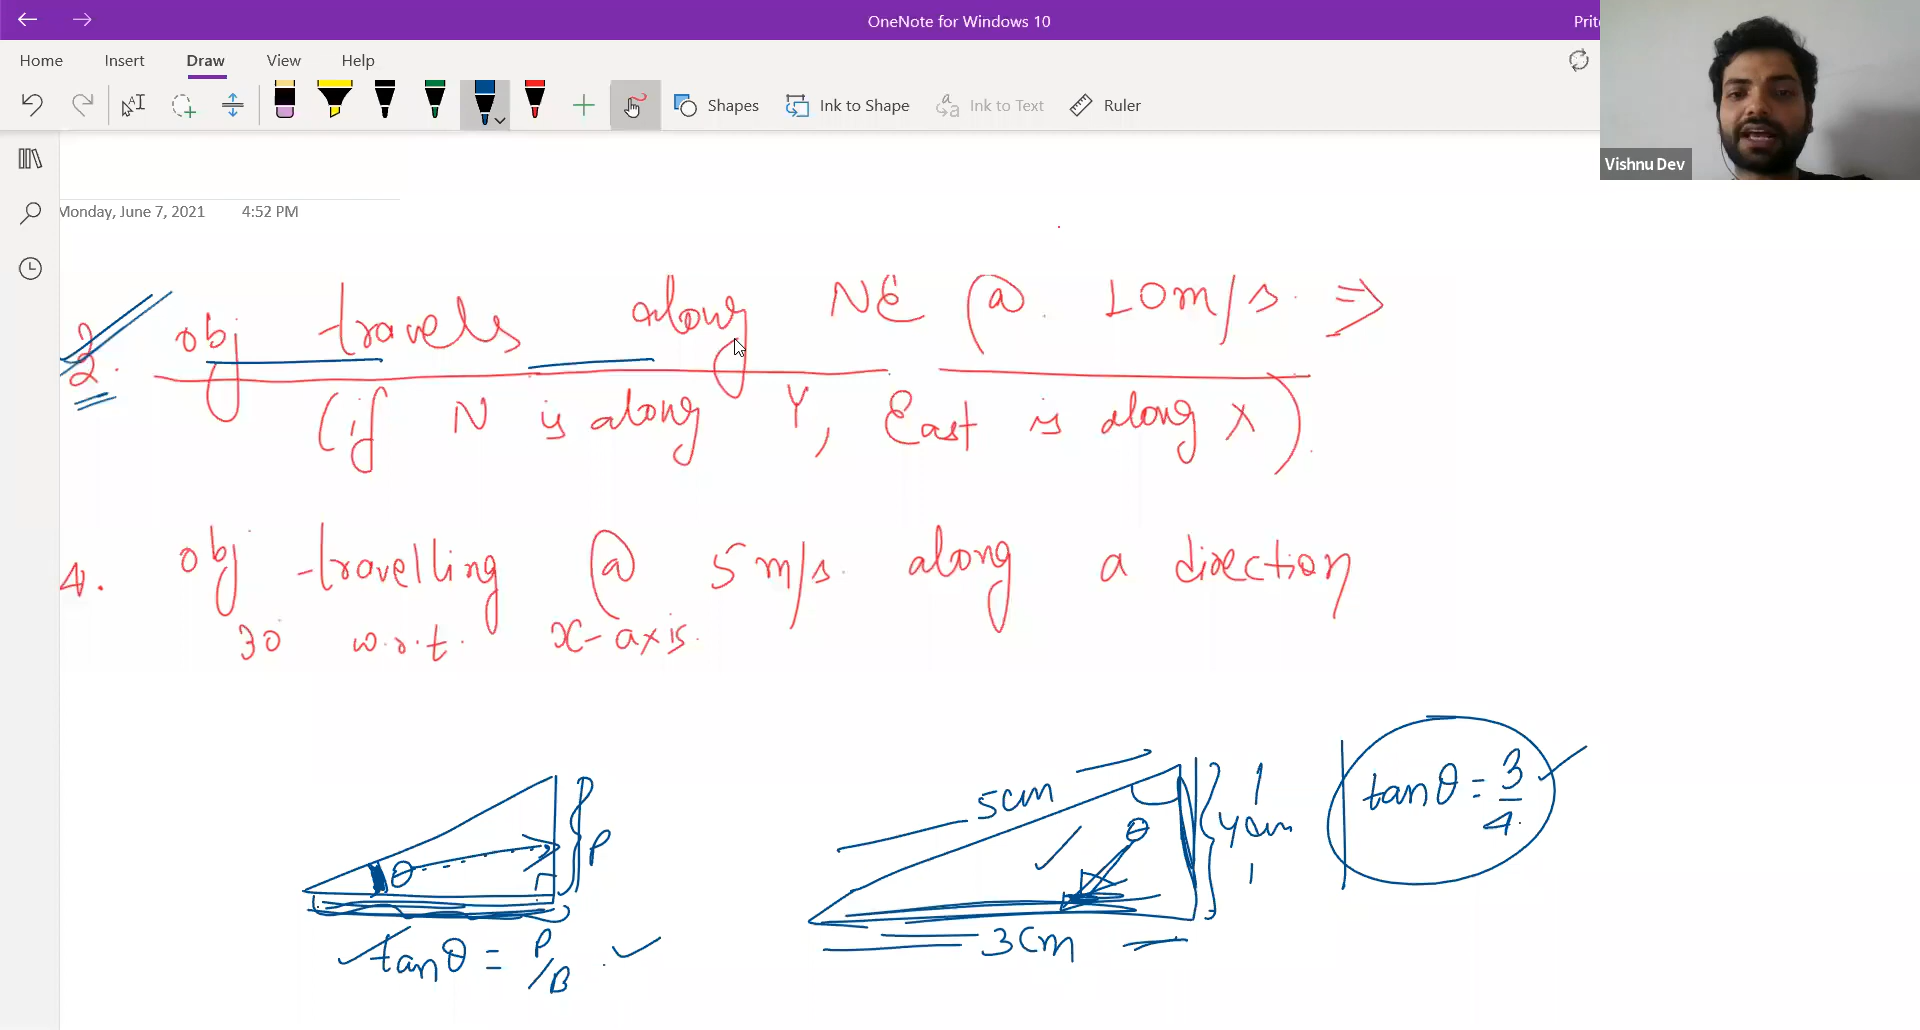 OneNote for Windows 10
Home Insert Draw View Help
Shapes Ink to Shape Ink to Text Ruler
Vishnu Dev
Monday, June 7, 2021 4:52 PM
2. obj travels along NE @ 10m/s. ⇒
(if N is along Y, East is along X).
4. obj travelling @ 5 m/s. along a direction
30 w.r.t. x-axis.
θ P P
tanθ = P/B
5cm θ 4cm
3cm
tanθ = 3/4